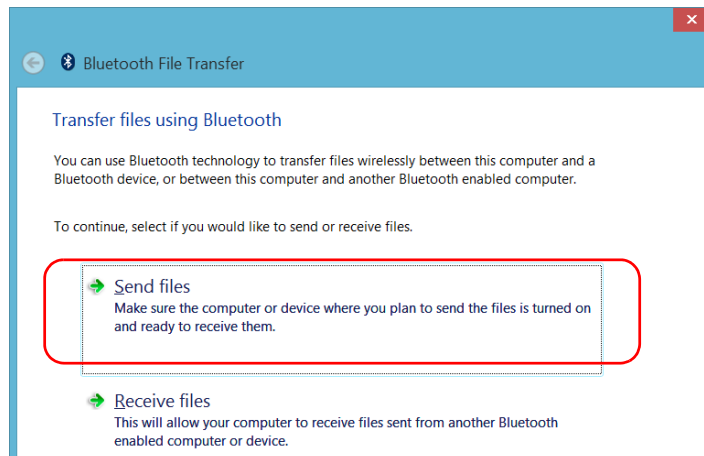 Bluetooth File Transfer
Transfer files using Bluetooth
You can use Bluetooth technology to transfer files wirelessly between this computer and a
Bluetooth device, or between this computer and another Bluetooth enabled computer.
To continue, select if you would like to send or receive files.
Send files
Make sure the computer or device where you plan to send the files is turned on
and ready to receive them.
Receive files
This will allow your computer to receive files sent from another Bluetooth
enabled computer or device.